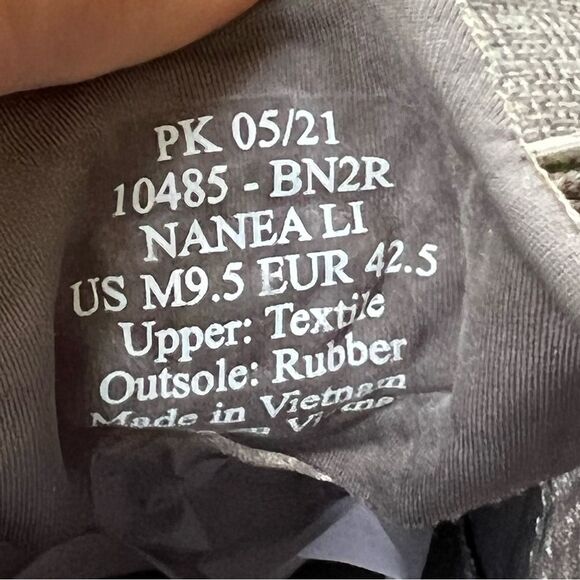 PK 05/21
10485 - BN2R
NANEA LI
US M9.5 EUR 42.5
Upper: Textile
Outsole: Rubber
Made in Vietnam